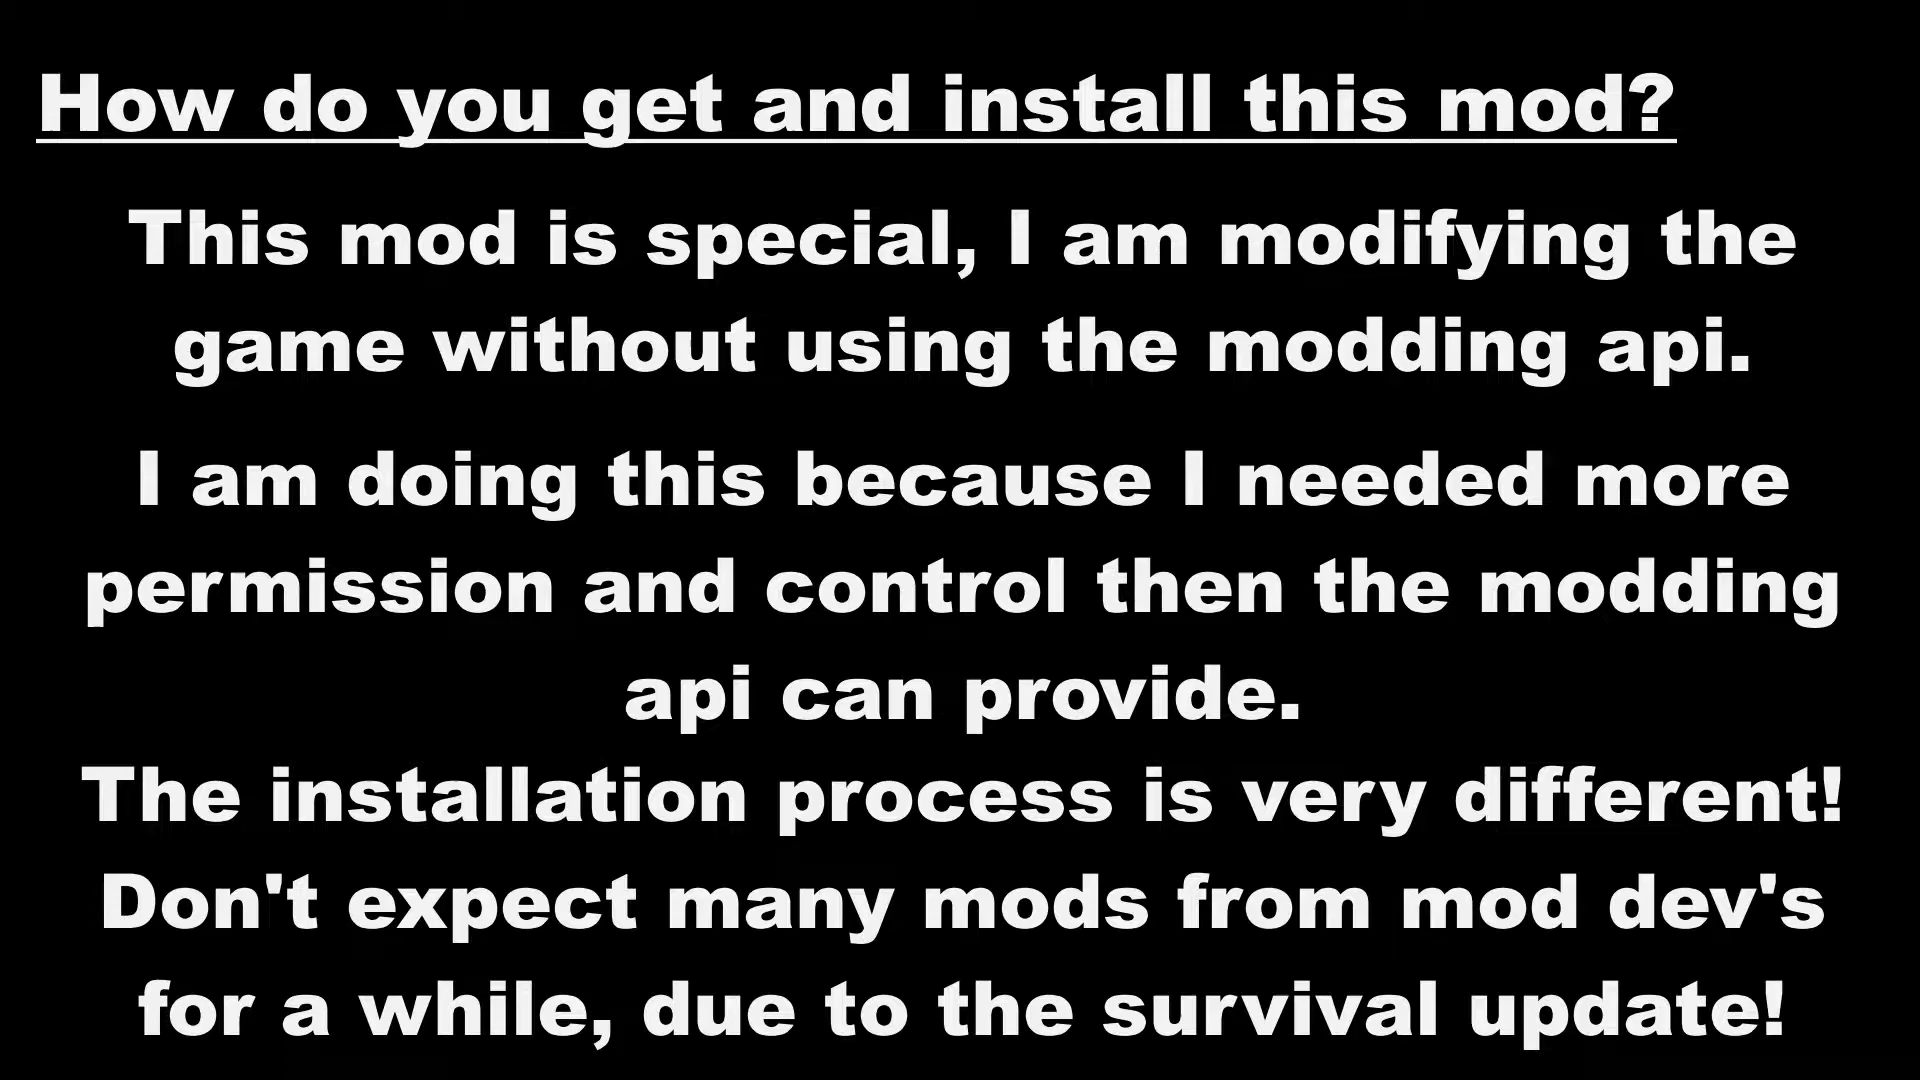 How do you get and install this mod?
This mod is special, I am modifying the
game without using the modding api.
I am doing this because I needed more
permission and control then the modding
api can provide.
The installation process is very different!
Don't expect many mods from mod dev's
for a while, due to the survival update!